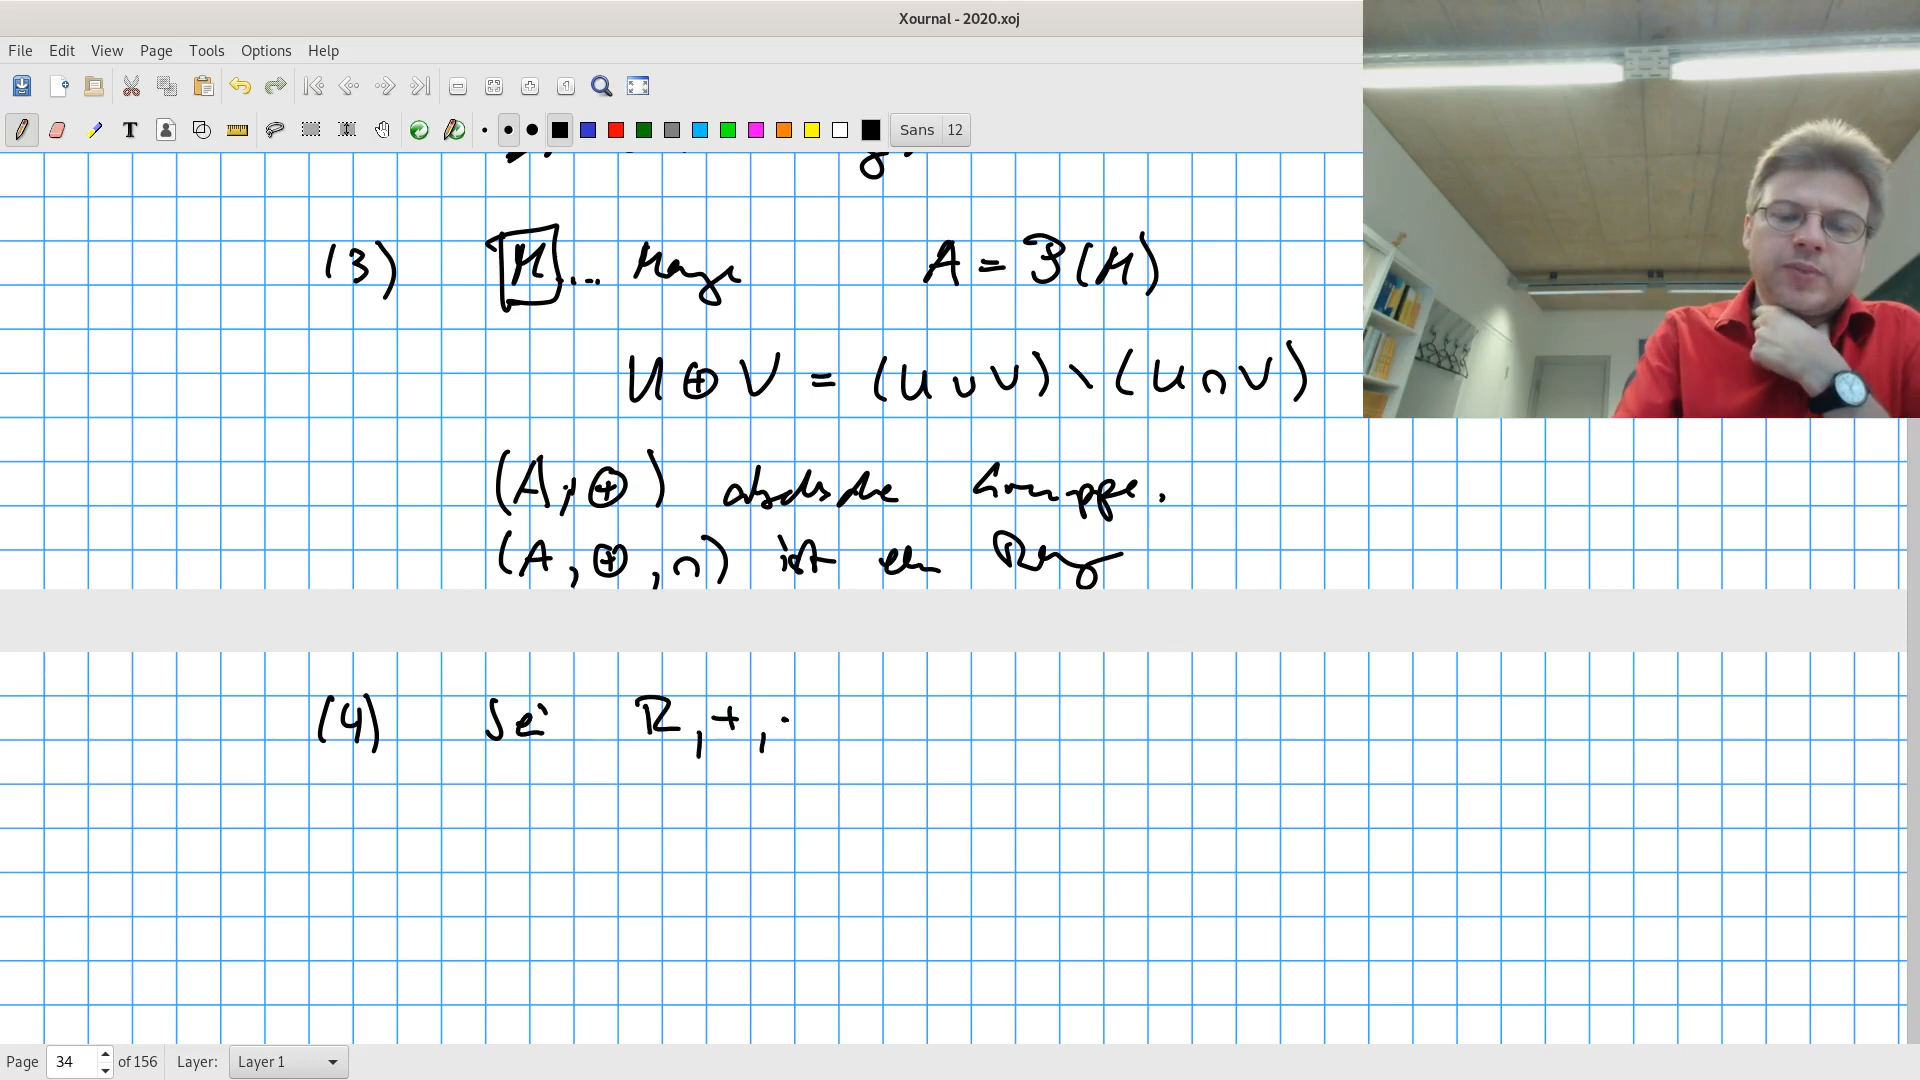 Xournal - 2020.xoj
File Edit View Page Tools Options Help
Sans 12
(3) M ... Menge A = P(M)
U ⊕ V = (U ∪ V) \ (U ∩ V)
(A, ⊕) abelsche Gruppe.
(A, ⊕, ∩) ist ein Ring
(4) Sei R, +, ·
Page 34 of 156 Layer: Layer 1